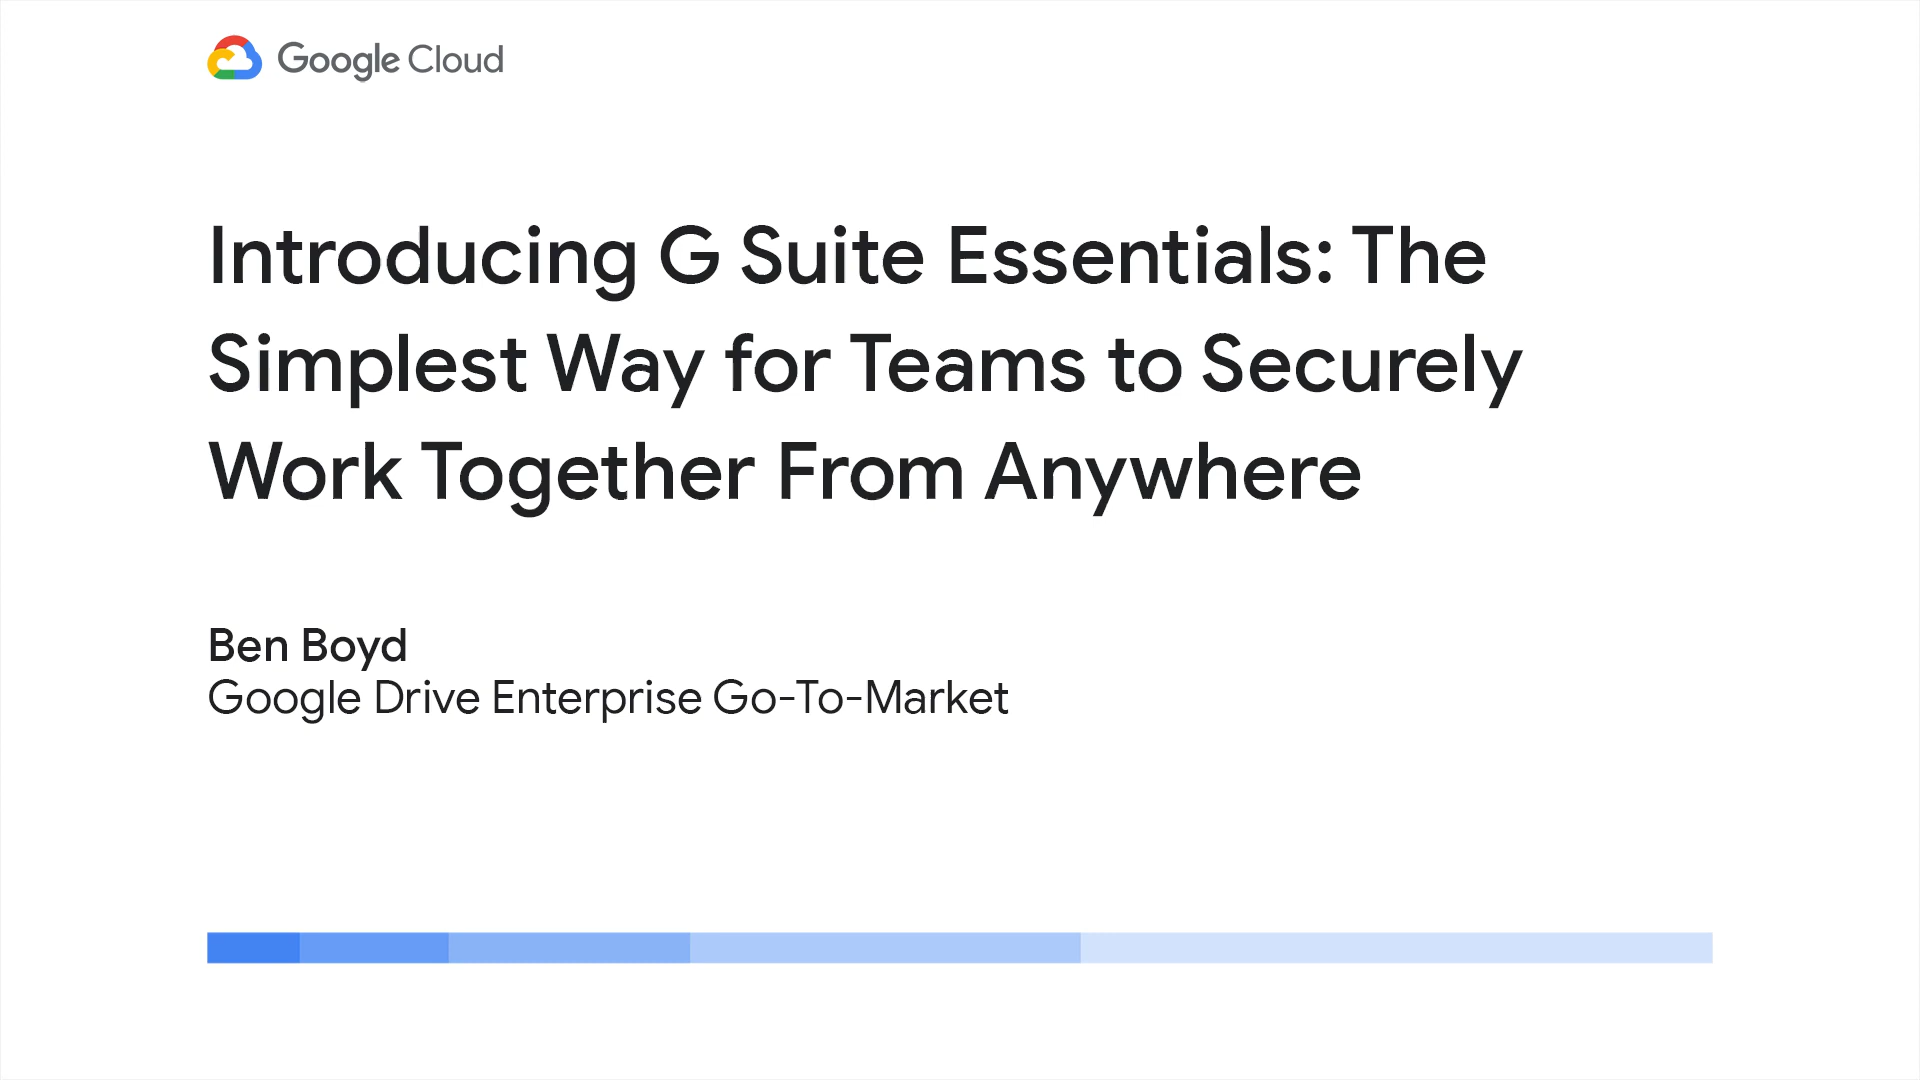 Google Cloud
Introducing G Suite Essentials: The
Simplest Way for Teams to Securely
Work Together From Anywhere
Ben Boyd
Google Drive Enterprise Go-To-Market